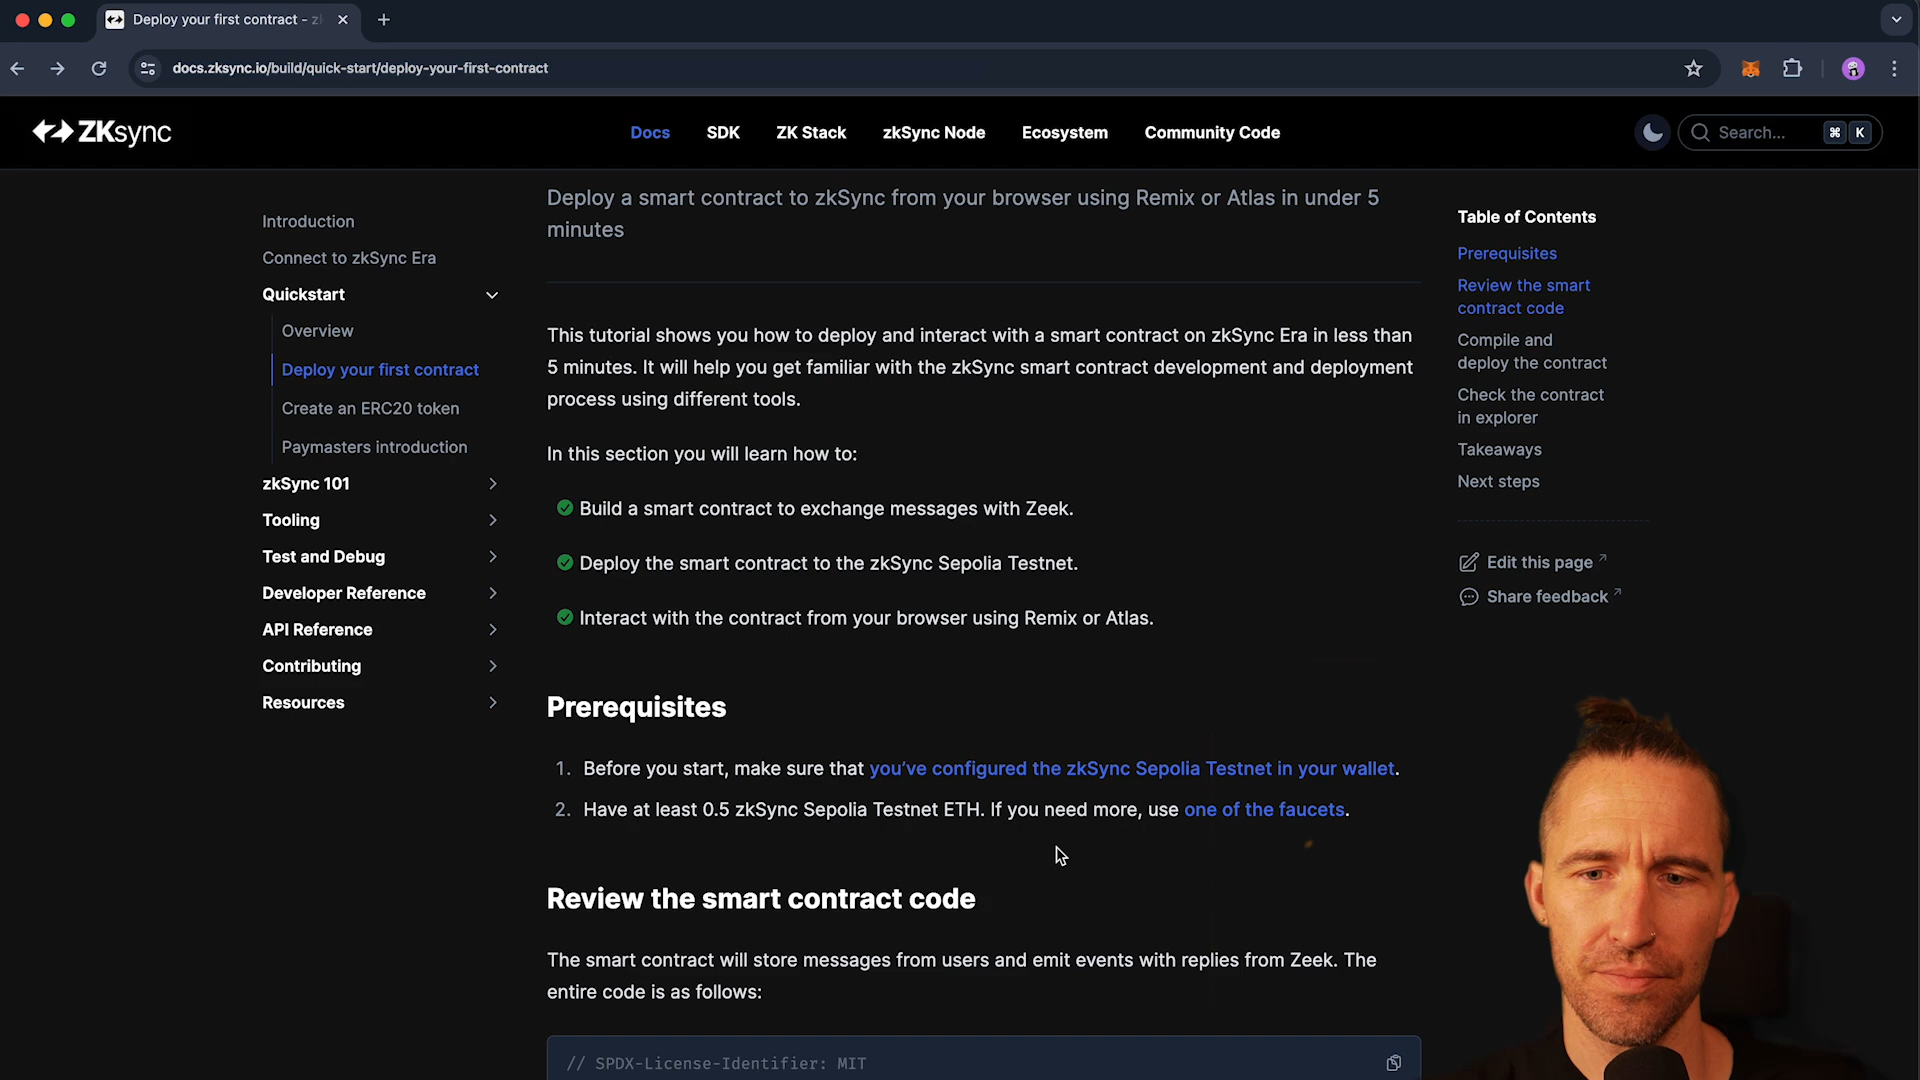 Deploy your first contract - z
docs.zksync.io/build/quick-start/deploy-your-first-contract
ZKsync
Docs
SDK
ZK Stack
zkSync Node
Ecosystem
Community Code
Search...
⌘ K
Introduction
Connect to zkSync Era
Quickstart
Overview
Deploy your first contract
Create an ERC20 token
Paymasters introduction
zkSync 101
Tooling
Test and Debug
Developer Reference
API Reference
Contributing
Resources
Deploy a smart contract to zkSync from your browser using Remix or Atlas in under 5
minutes
This tutorial shows you how to deploy and interact with a smart contract on zkSync Era in less than
5 minutes. It will help you get familiar with the zkSync smart contract development and deployment
process using different tools.
In this section you will learn how to:
Build a smart contract to exchange messages with Zeek.
Deploy the smart contract to the zkSync Sepolia Testnet.
Interact with the contract from your browser using Remix or Atlas.
Prerequisites
1. Before you start, make sure that you've configured the zkSync Sepolia Testnet in your wallet.
2. Have at least 0.5 zkSync Sepolia Testnet ETH. If you need more, use one of the faucets.
Review the smart contract code
The smart contract will store messages from users and emit events with replies from Zeek. The
entire code is as follows:
// SPDX-License-Identifier: MIT
Table of Contents
Prerequisites
Review the smart
contract code
Compile and
deploy the contract
Check the contract
in explorer
Takeaways
Next steps
Edit this page
Share feedback